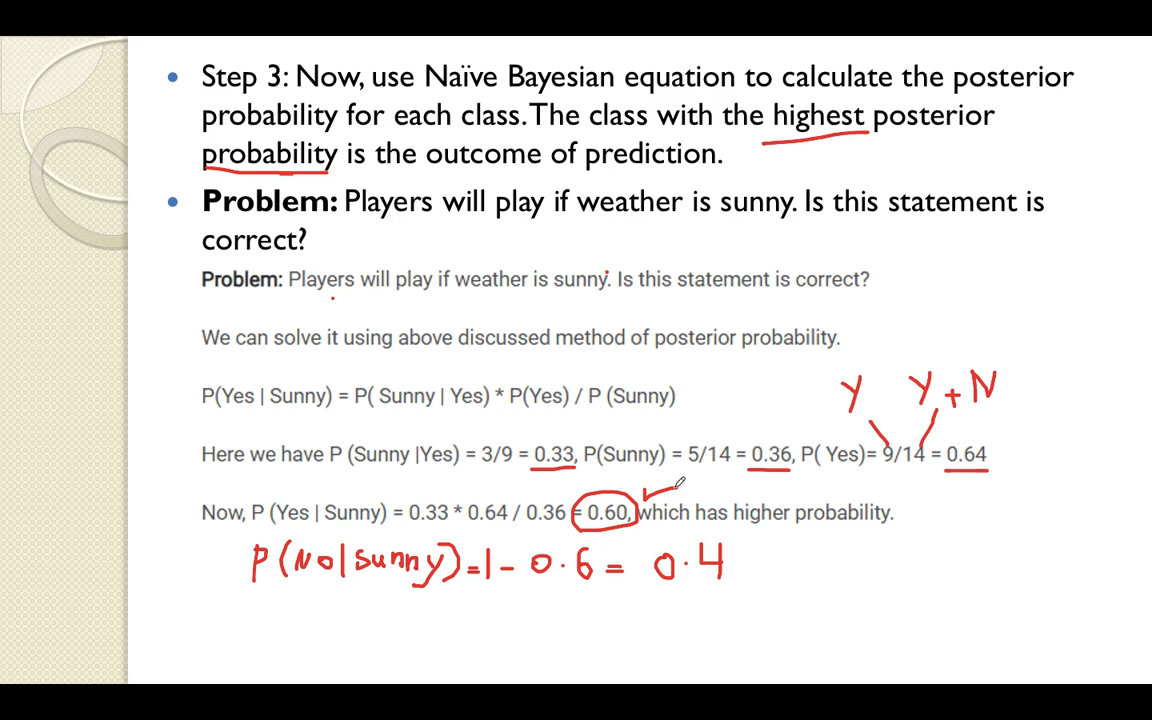 Step 3: Now, use Naïve Bayesian equation to calculate the posterior
probability for each class. The class with the highest posterior
probability is the outcome of prediction.
Problem: Players will play if weather is sunny. Is this statement is
correct?
Problem: Players will play if weather is sunny. Is this statement is correct?
We can solve it using above discussed method of posterior probability.
P(Yes | Sunny) = P( Sunny | Yes) * P(Yes) / P (Sunny)
Y Y + N
Here we have P (Sunny |Yes) = 3/9 = 0.33, P(Sunny) = 5/14 = 0.36, P( Yes)= 9/14 = 0.64
Now, P (Yes | Sunny) = 0.33 * 0.64 / 0.36 = 0.60, which has higher probability.
P(No|Sunny)=1-0.6= 0.4